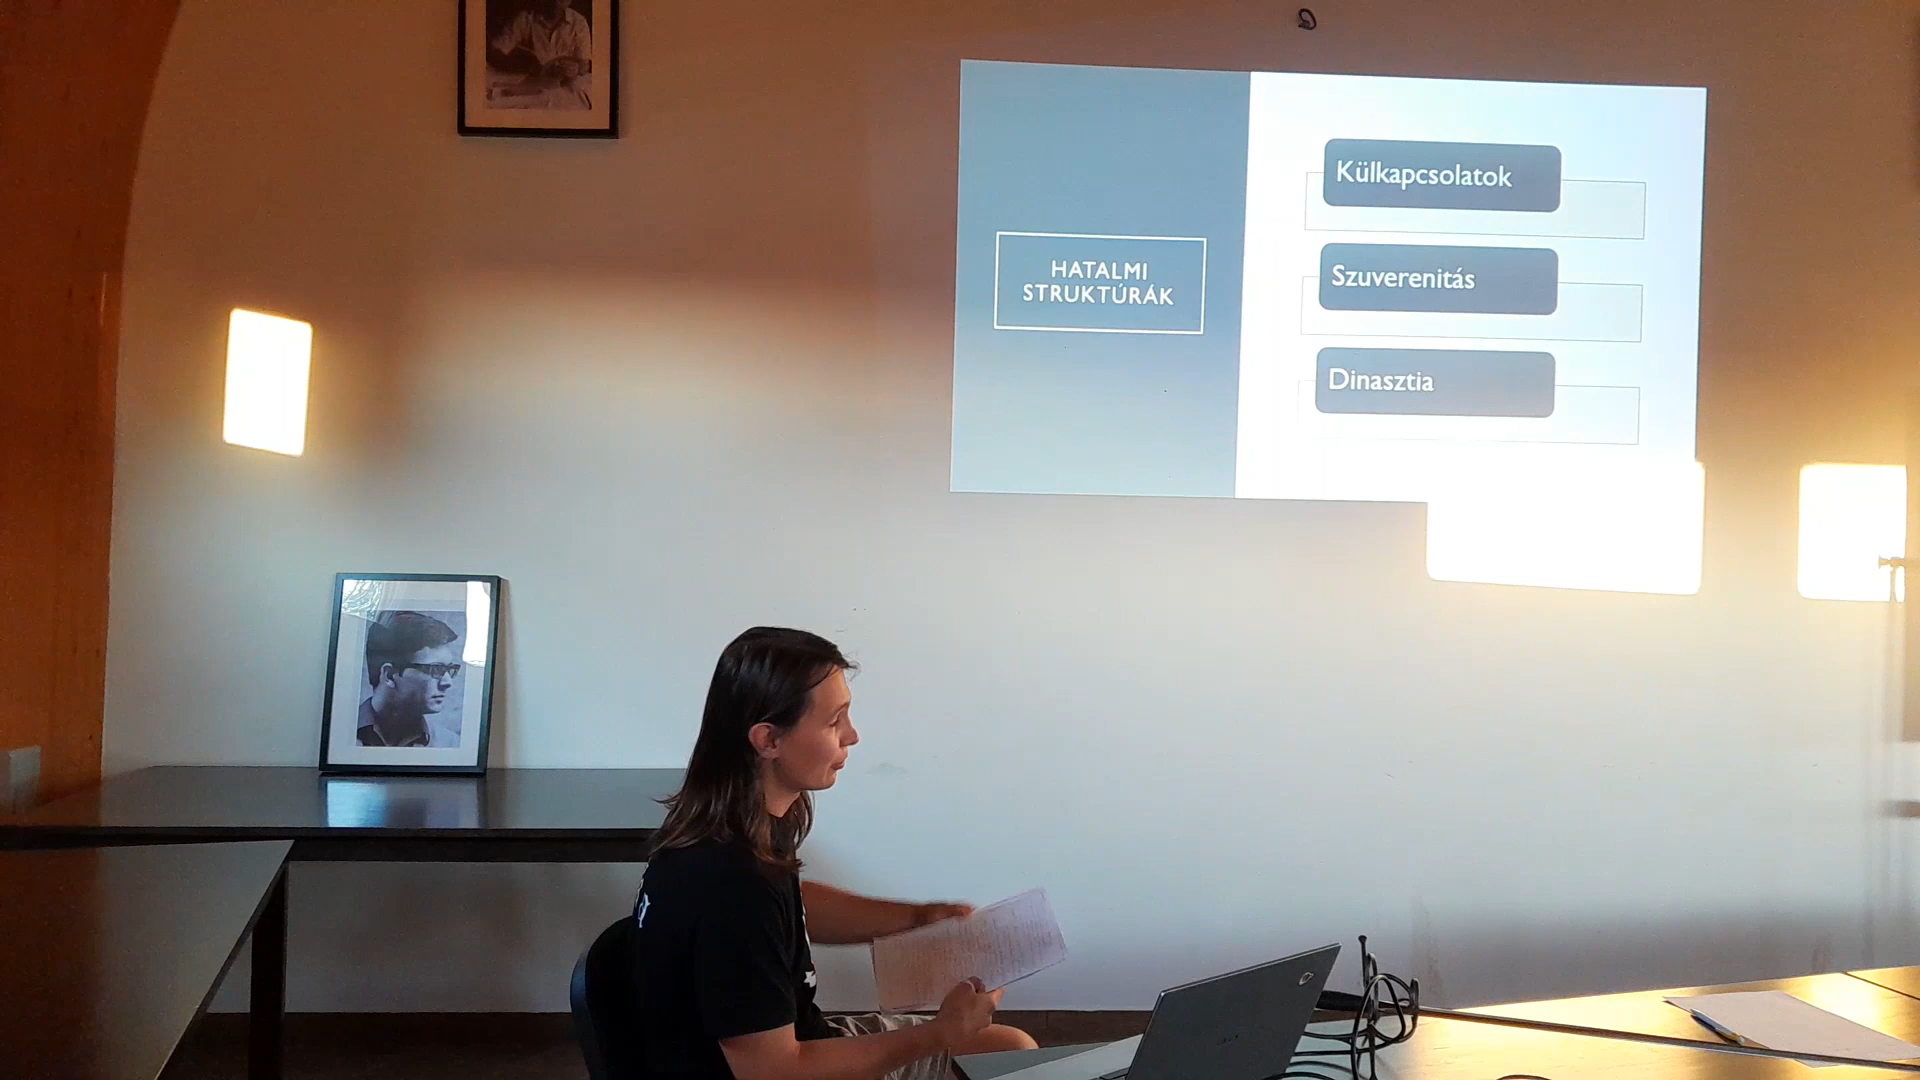 HATALMI
STRUKTÚRÁK
Külkapcsolatok
Szuverenitás
Dinasztia